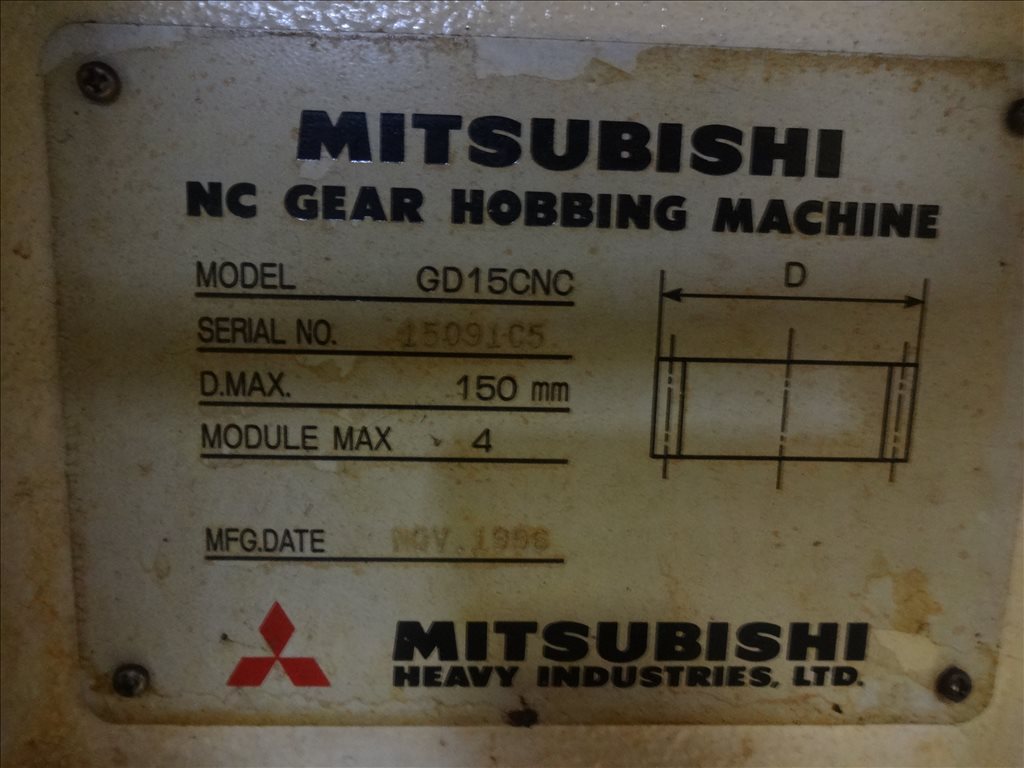 MITSUBISHI
NC GEAR HOBBING MACHINE
MODEL GD15CNC
D
SERIAL NO.
D.MAX. 150 mm
MODULE MAX 4
MFG.DATE NOV.
MITSUBISHI
HEAVY INDUSTRIES, LTD.